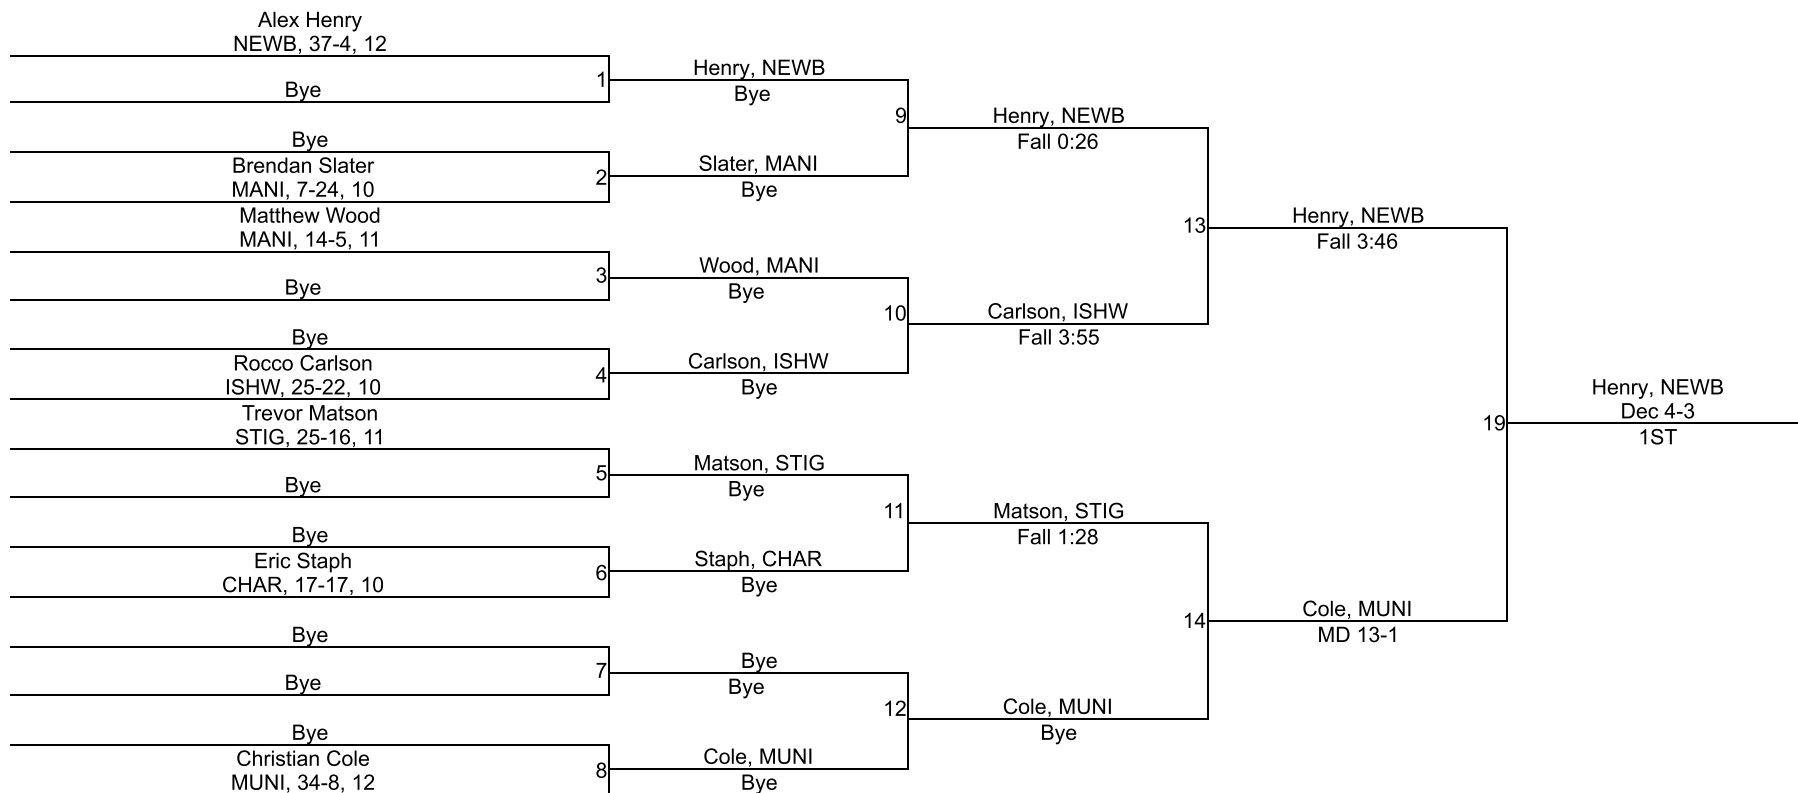 Alex Henry
NEWB, 37-4, 12
Bye
1
Bye
Brendan Slater
MANI, 7-24, 10
2
Matthew Wood
MANI, 14-5, 11
Bye
3
Bye
Rocco Carlson
ISHW, 25-22, 10
4
Trevor Matson
STIG, 25-16, 11
Bye
5
Bye
Eric Staph
CHAR, 17-17, 10
6
Bye
Bye
7
Bye
Christian Cole
MUNI, 34-8, 12
8
Henry, NEWB
Bye
9
Slater, MANI
Bye
Wood, MANI
Bye
10
Carlson, ISHW
Bye
Matson, STIG
Bye
11
Staph, CHAR
Bye
Bye
Bye
12
Cole, MUNI
Bye
Henry, NEWB
Fall 0:26
13
Carlson, ISHW
Fall 3:55
Matson, STIG
Fall 1:28
14
Cole, MUNI
Bye
Henry, NEWB
Fall 3:46
19
Cole, MUNI
MD 13-1
Henry, NEWB
Dec 4-3
1ST